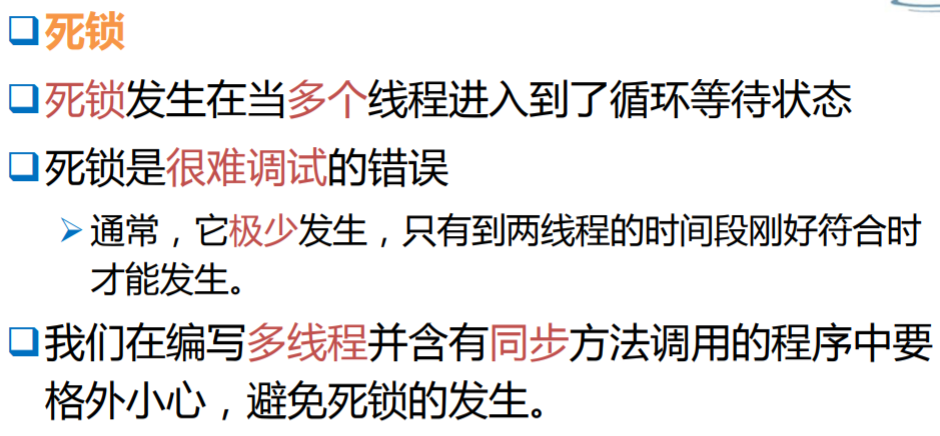 死锁
死锁发生在当多个线程进入到了循环等待状态
死锁是很难调试的错误
通常，它极少发生，只有到两线程的时间段刚好符合时
才能发生。
我们在编写多线程并含有同步方法调用的程序中要
格外小心，避免死锁的发生。